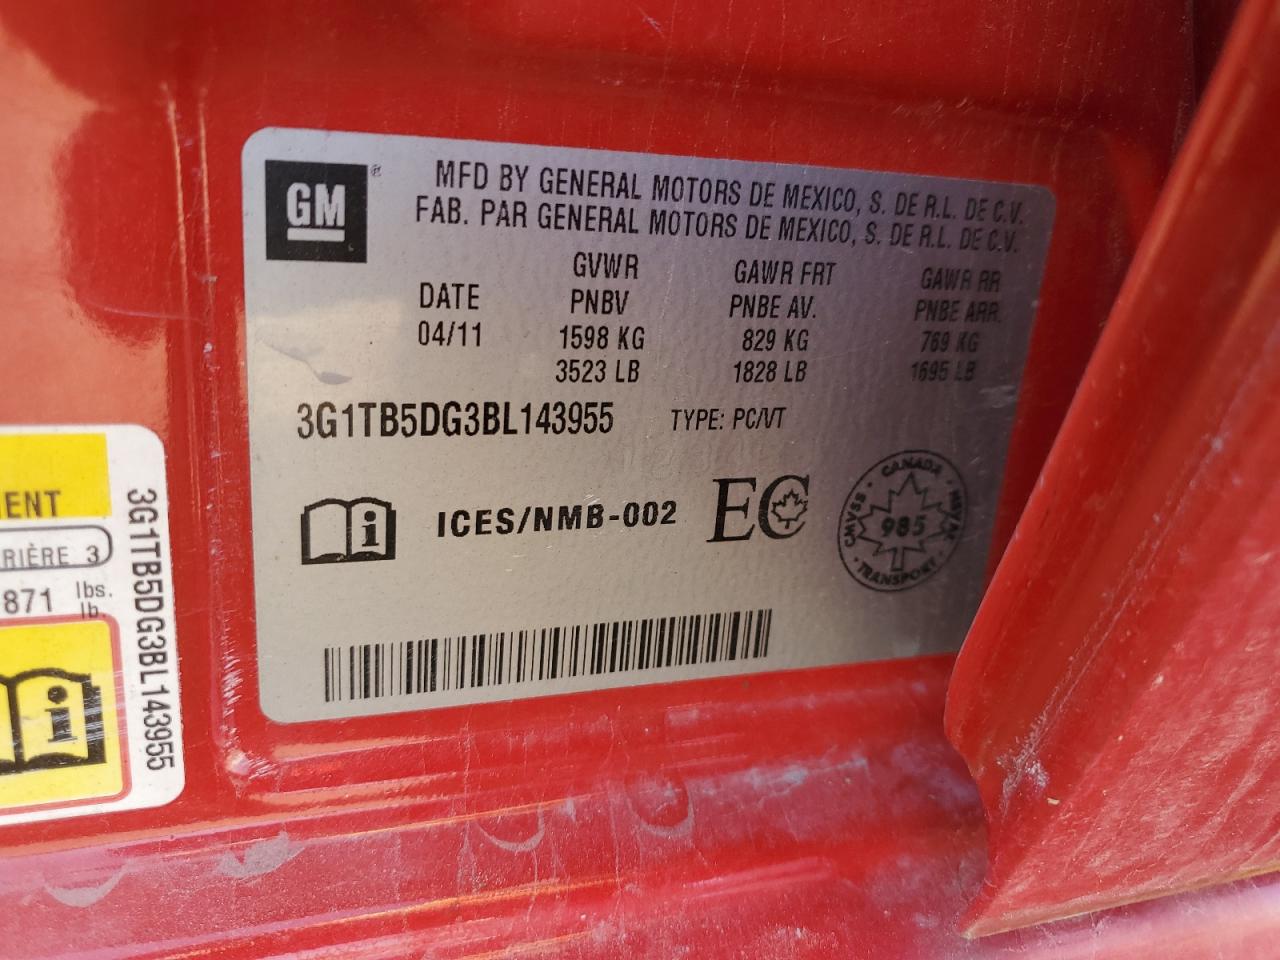 GM ®
MFD BY GENERAL MOTORS DE MEXICO, S. DE R.L. DE C.V.
FAB. PAR GENERAL MOTORS DE MEXICO, S. DE R.L. DE C.V.
DATE GVWR GAWR FRT GAWR RR
PNBV PNBE AV. PNBE ARR.
04/11 1598 KG 829 KG 769 KG
3523 LB 1828 LB 1695 LB
3G1TB5DG3BL143955 TYPE: PC/VT
i ICES/NMB-002 EC
CANADA
CMVSS · NSVAC
985
· TRANSPORT ·
ENT
RIÈRE 3
871 lbs.
lb.
i
3G1TB5DG3BL143955